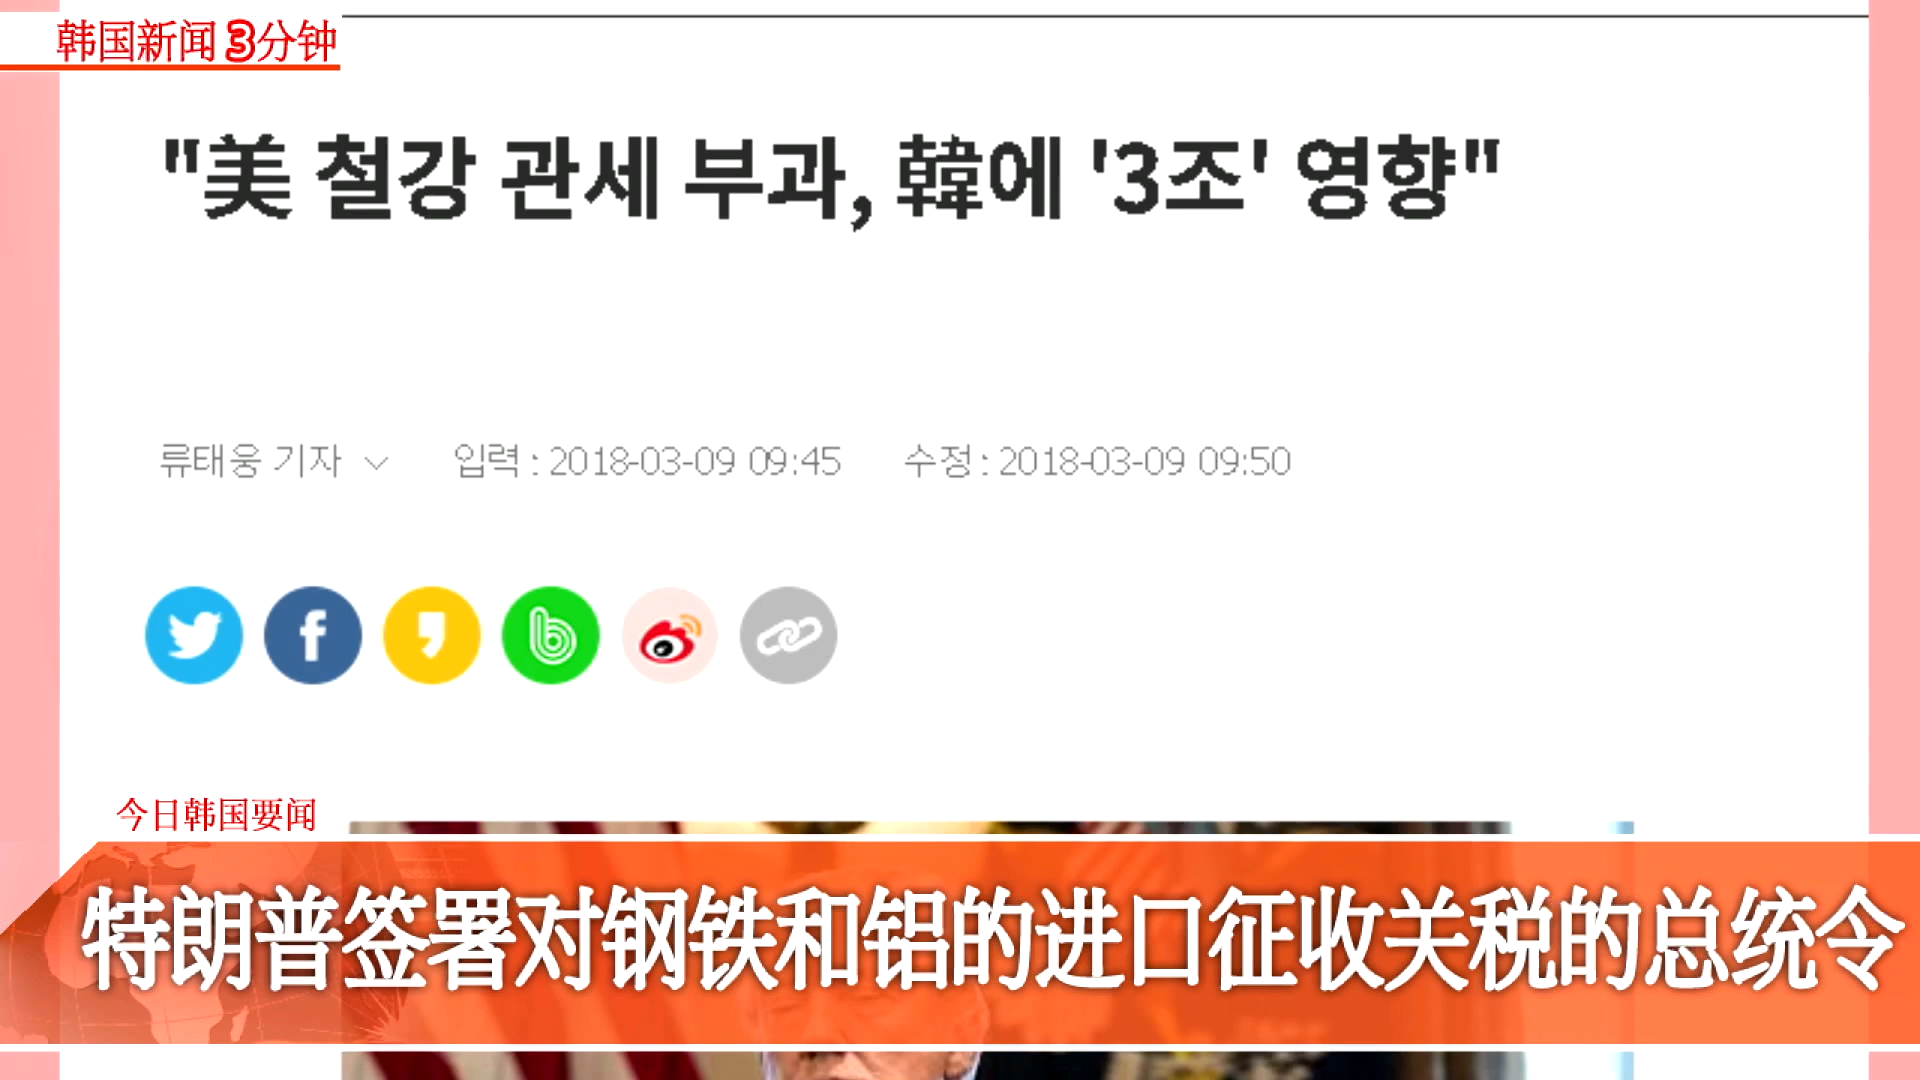 韩国新闻 3分钟
"美 철강 관세 부과, 韓에 '3조' 영향"
류태웅 기자 입력 : 2018-03-09 09:45 수정 : 2018-03-09 09:50
今日韩国要闻
特朗普签署对钢铁和铝的进口征收关税的总统令